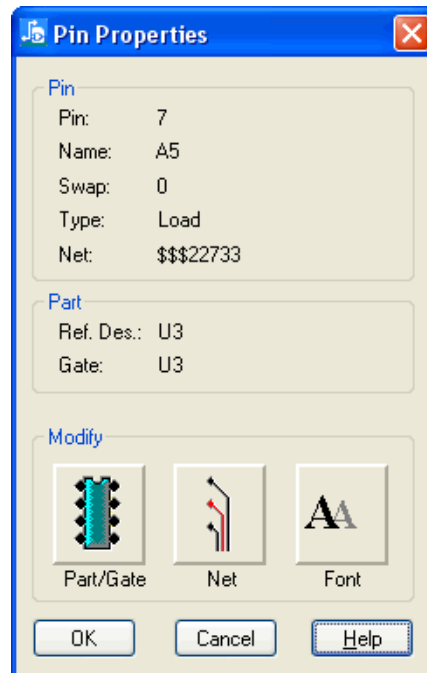 Pin Properties
Pin
Pin: 7
Name: A5
Swap: 0
Type: Load
Net: $$$22733
Part
Ref. Des.: U3
Gate: U3
Modify
Part/Gate Net Font
OK Cancel Help